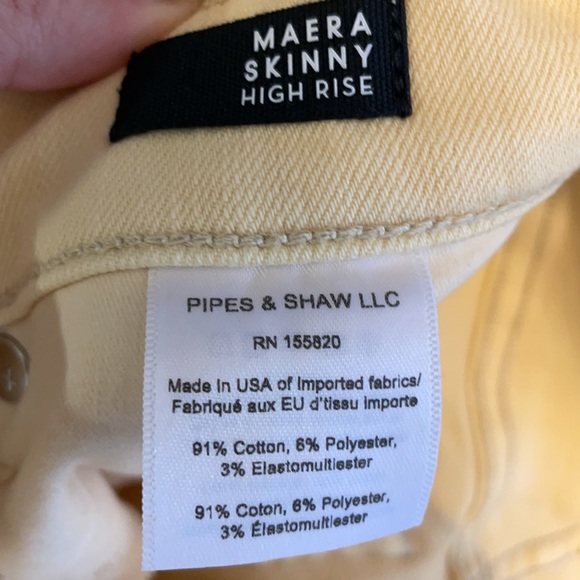 MAERA
SKINNY
HIGH RISE
PIPES & SHAW LLC
RN 155820
Made in USA of Imported fabrics/
Fabriqué aux EU d'tissu importe
91% Cotton, 6% Polyester,
3% Elastomultiester
91% Coton, 6% Polyester,
3% Élastomultiester